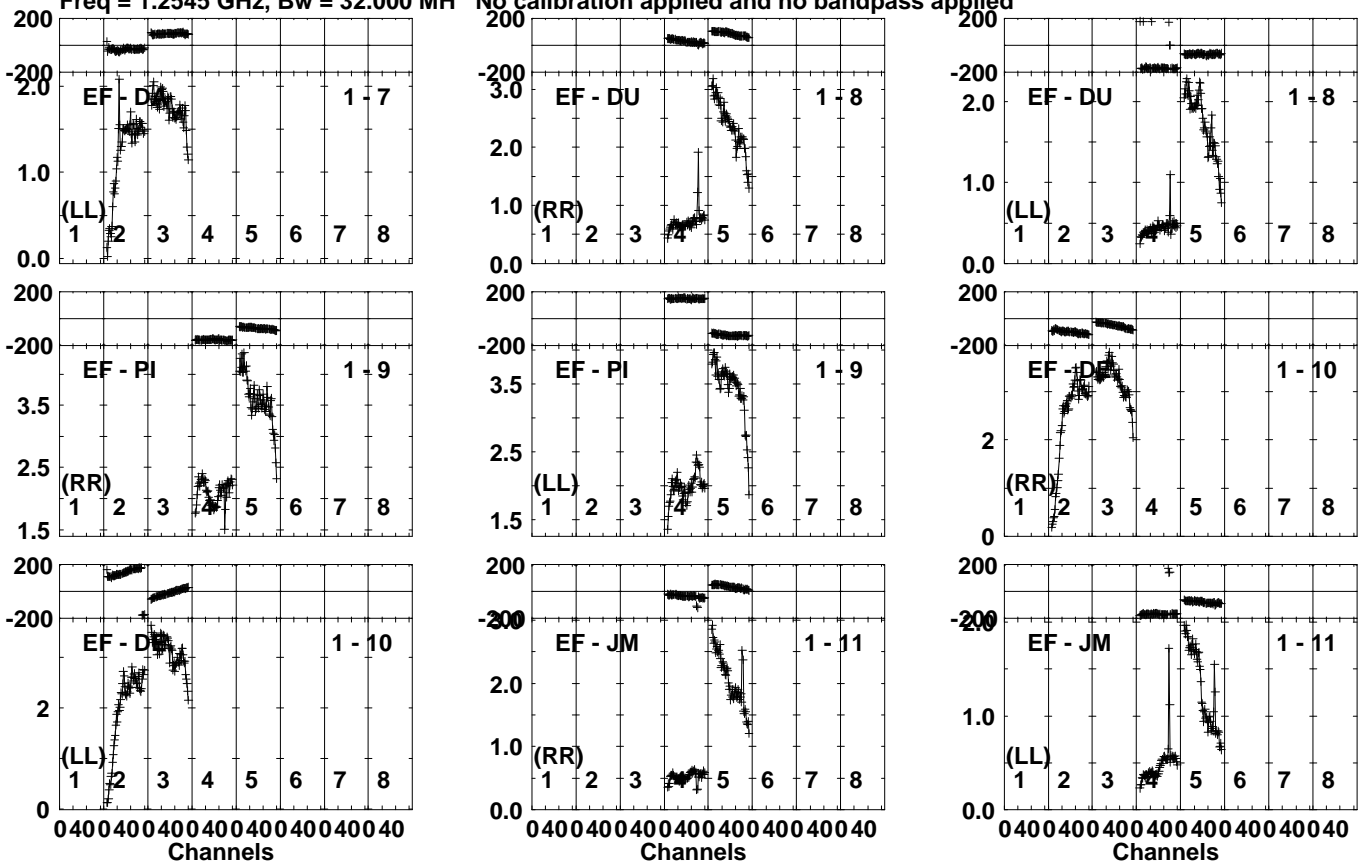 Freq = 1.2545 GHz, Bw = 32.000 MH No calibration applied and no bandpass applied
200 200 200
-200 -200 -200
2.0 EF - DA 1 - 7 3.0 EF - DU 1 - 8 2.0 EF - DU 1 - 8
2.0
1.0 1.0
(LL) 1.0 (RR) (LL)
1 2 3 4 5 6 7 8 1 2 3 4 5 6 7 8 1 2 3 4 5 6 7 8
0.0 0.0 0.0
200 200 200
-200 -200 -200
EF - PI 1 - 9 EF - PI 1 - 9 1 - 10
3.5 3.5
2
2.5 2.5
(RR) (LL) (RR)
1 2 3 4 5 6 7 8 1 2 3 4 5 6 7 8 1 2 3 4 5 6 7 8
1.5 1.5 0
200 200 200
-200 -200 3.0 -200 2.0
1 - 10 EF - JM 1 - 11 EF - JM 1 - 11
2 2.0
1.0 1.0
(LL) (RR) (LL)
1 2 3 4 5 6 7 8 1 2 3 4 5 6 7 8 1 2 3 4 5 6 7 8
0 0.0 0.0
0 40 0 40 0 40 0 40 0 40 0 40 0 40 0 40 0 40 0 40 0 40 0 40 0 40 0 40 0 40 0 40 0 40 0 40 0 40 0 40 0 40 0 40 0 40 0 40
Channels Channels Channels